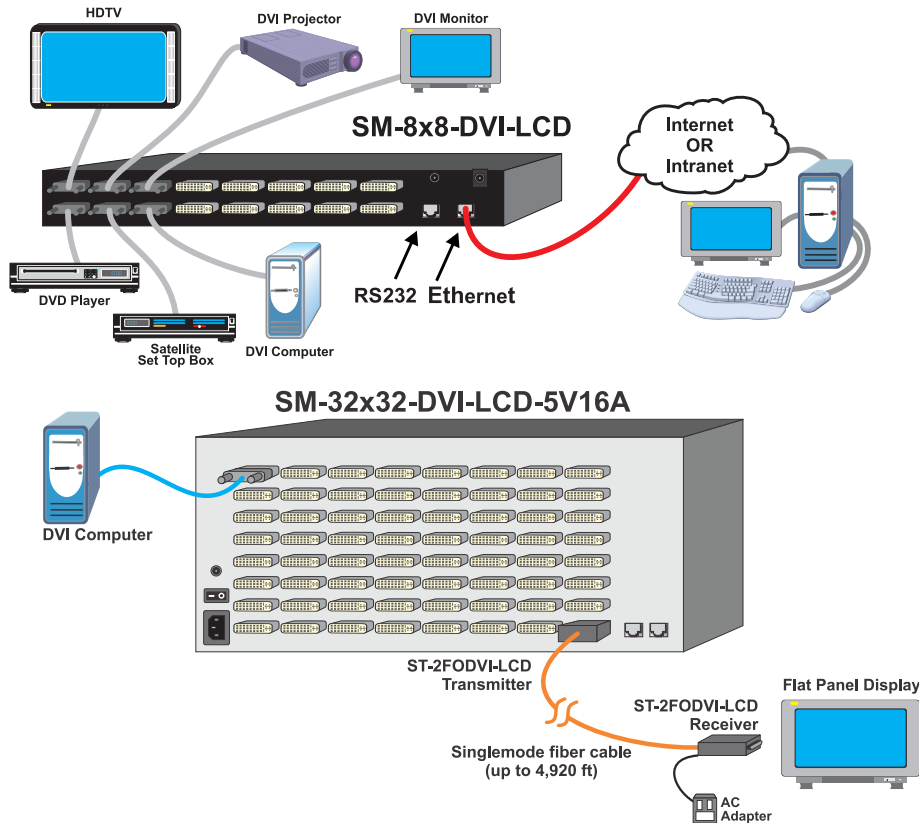 HDTV
DVI Projector
DVI Monitor
SM-8x8-DVI-LCD
Internet
OR
Intranet
RS232
Ethernet
DVD Player
Satellite
Set Top Box
DVI Computer
SM-32x32-DVI-LCD-5V16A
DVI Computer
ST-2FODVI-LCD
Transmitter
Flat Panel Display
ST-2FODVI-LCD
Receiver
Singlemode fiber cable
(up to 4,920 ft)
AC
Adapter